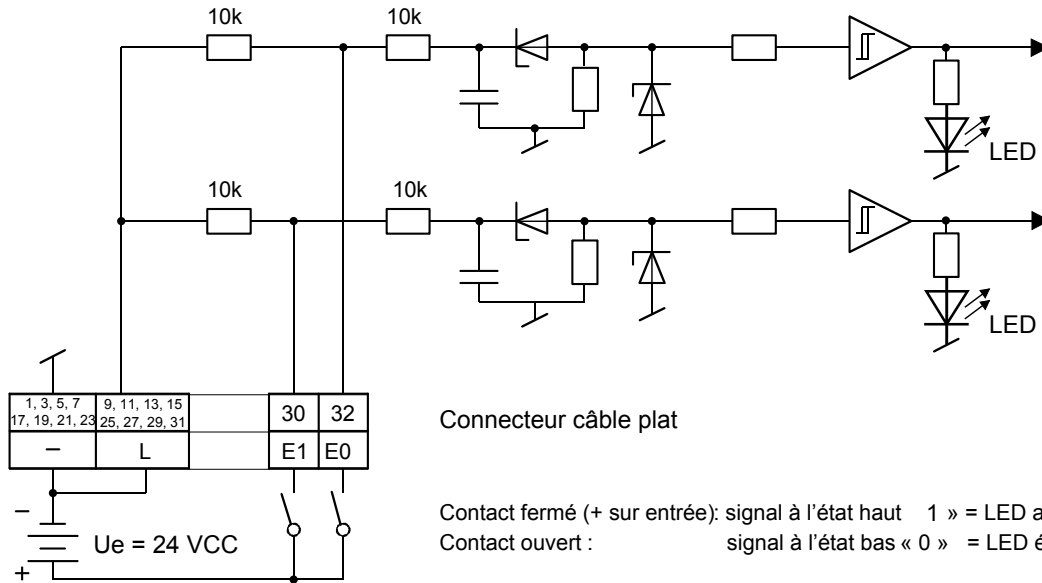 10k
10k
LED
10k
10k
LED
1, 3, 5, 7
17, 19, 21, 23
9, 11, 13, 15
25, 27, 29, 31
30
32
–
L
E1
E0
Connecteur câble plat
–
Ue = 24 VCC
+
Contact fermé (+ sur entrée): signal à l’état haut 1 » = LED a
Contact ouvert : signal à l’état bas « 0 » = LED é